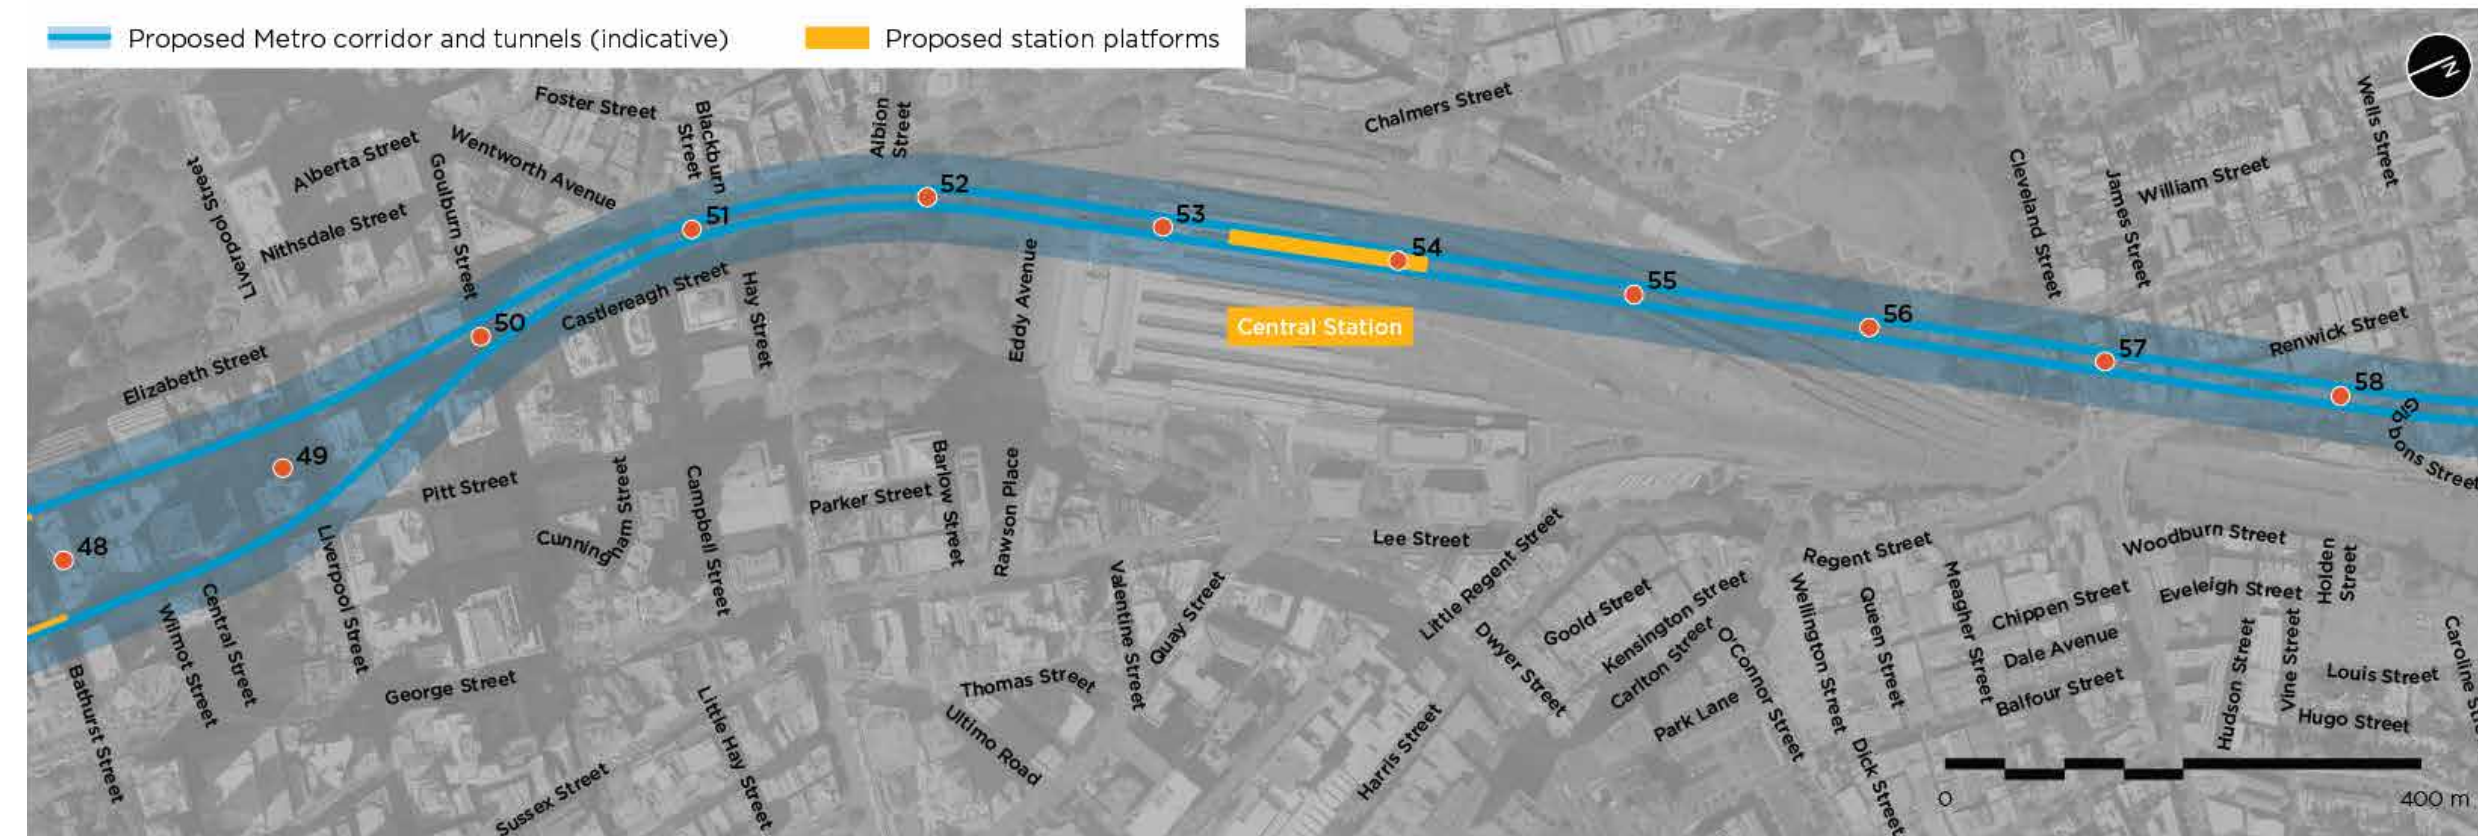 Proposed Metro corridor and tunnels (indicative)
Proposed station platforms
N
Foster Street
Blackburn
Street
Albion
Street
Chalmers Street
Wells Street
Alberta Street
Wentworth Avenue
Liverpool Street
Goulburn Street
Nithsdale Street
Cleveland Street
James Street
William Street
52
51
53
54
55
56
57
58
50
49
48
Castlereagh Street
Hay Street
Eddy Avenue
Central Station
Renwick Street
Gibbons Street
Elizabeth Street
Pitt Street
Cunningham Street
Campbell Street
Parker Street
Barlow Street
Rawson Place
Lee Street
Little Regent Street
Regent Street
Woodburn Street
Holden
Street
Liverpool Street
Central Street
Wilmot Street
Bathurst Street
George Street
Little Hay Street
Sussex Street
Thomas Street
Ultimo Road
Valentine Street
Quay Street
Harris Street
Dwyer Street
Goold Street
Kensington Street
Carlton Street
Park Lane
O'Connor Street
Wellington Street
Queen Street
Dick Street
Meagher Street
Chippen Street
Dale Avenue
Balfour Street
Eveleigh Street
Hudson Street
Vine Street
Louis Street
Hugo Street
Caroline
0
400 m